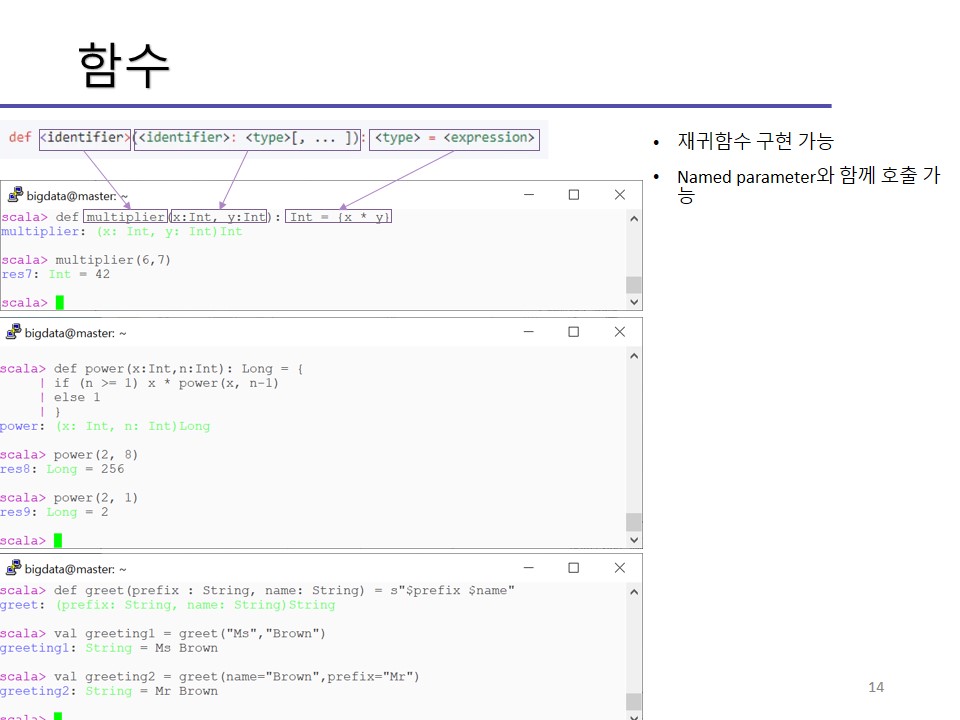 함수
def <identifier>(<identifier>: <type>[, ... ]): <type> = <expression>
bigdata@master: ~
scala> def multiplier(x:Int, y:Int): Int = {x * y}
multiplier: (x: Int, y: Int)Int
scala> multiplier(6,7)
res7: Int = 42
scala>
bigdata@master: ~
scala> def power(x:Int,n:Int): Long = {
| if (n >= 1) x * power(x, n-1)
| else 1
| }
power: (x: Int, n: Int)Long
scala> power(2, 8)
res8: Long = 256
scala> power(2, 1)
res9: Long = 2
scala>
bigdata@master: ~
scala> def greet(prefix : String, name: String) = s"$prefix $name"
greet: (prefix: String, name: String)String
scala> val greeting1 = greet("Ms","Brown")
greeting1: String = Ms Brown
scala> val greeting2 = greet(name="Brown",prefix="Mr")
greeting2: String = Mr Brown
scala>
• 재귀함수 구현 가능
• Named parameter와 함께 호출 가
능
14